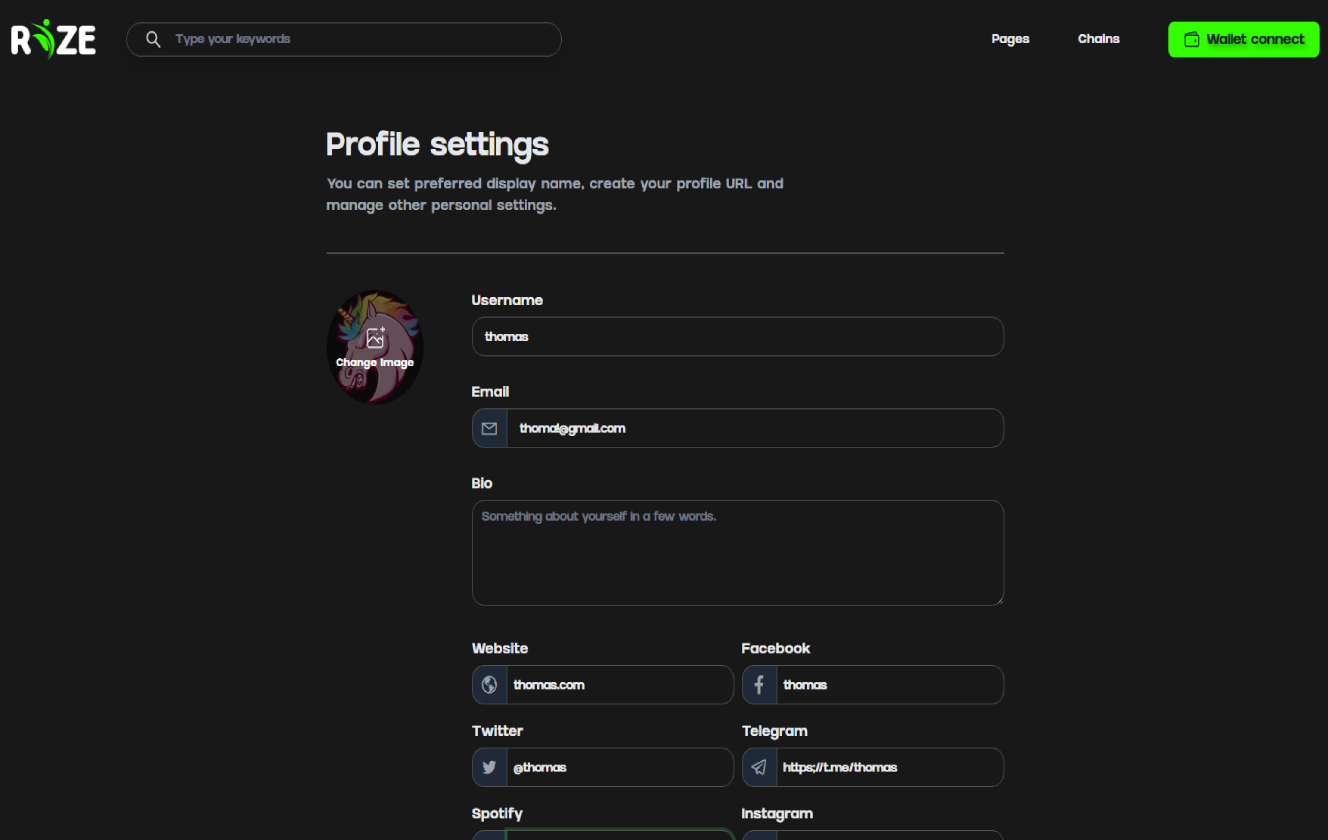 RIZE
Type your keywords
Pages
Chains
Wallet connect
Profile settings
You can set preferred display name, create your profile URL and
manage other personal settings.
Change Image
Username
thomas
Email
thomal@gmail.com
Bio
Something about yourself in a few words.
Website
Facebook
thomas.com
thomas
Twitter
Telegram
@thomas
https://t.me/thomas
Spotify
Instagram